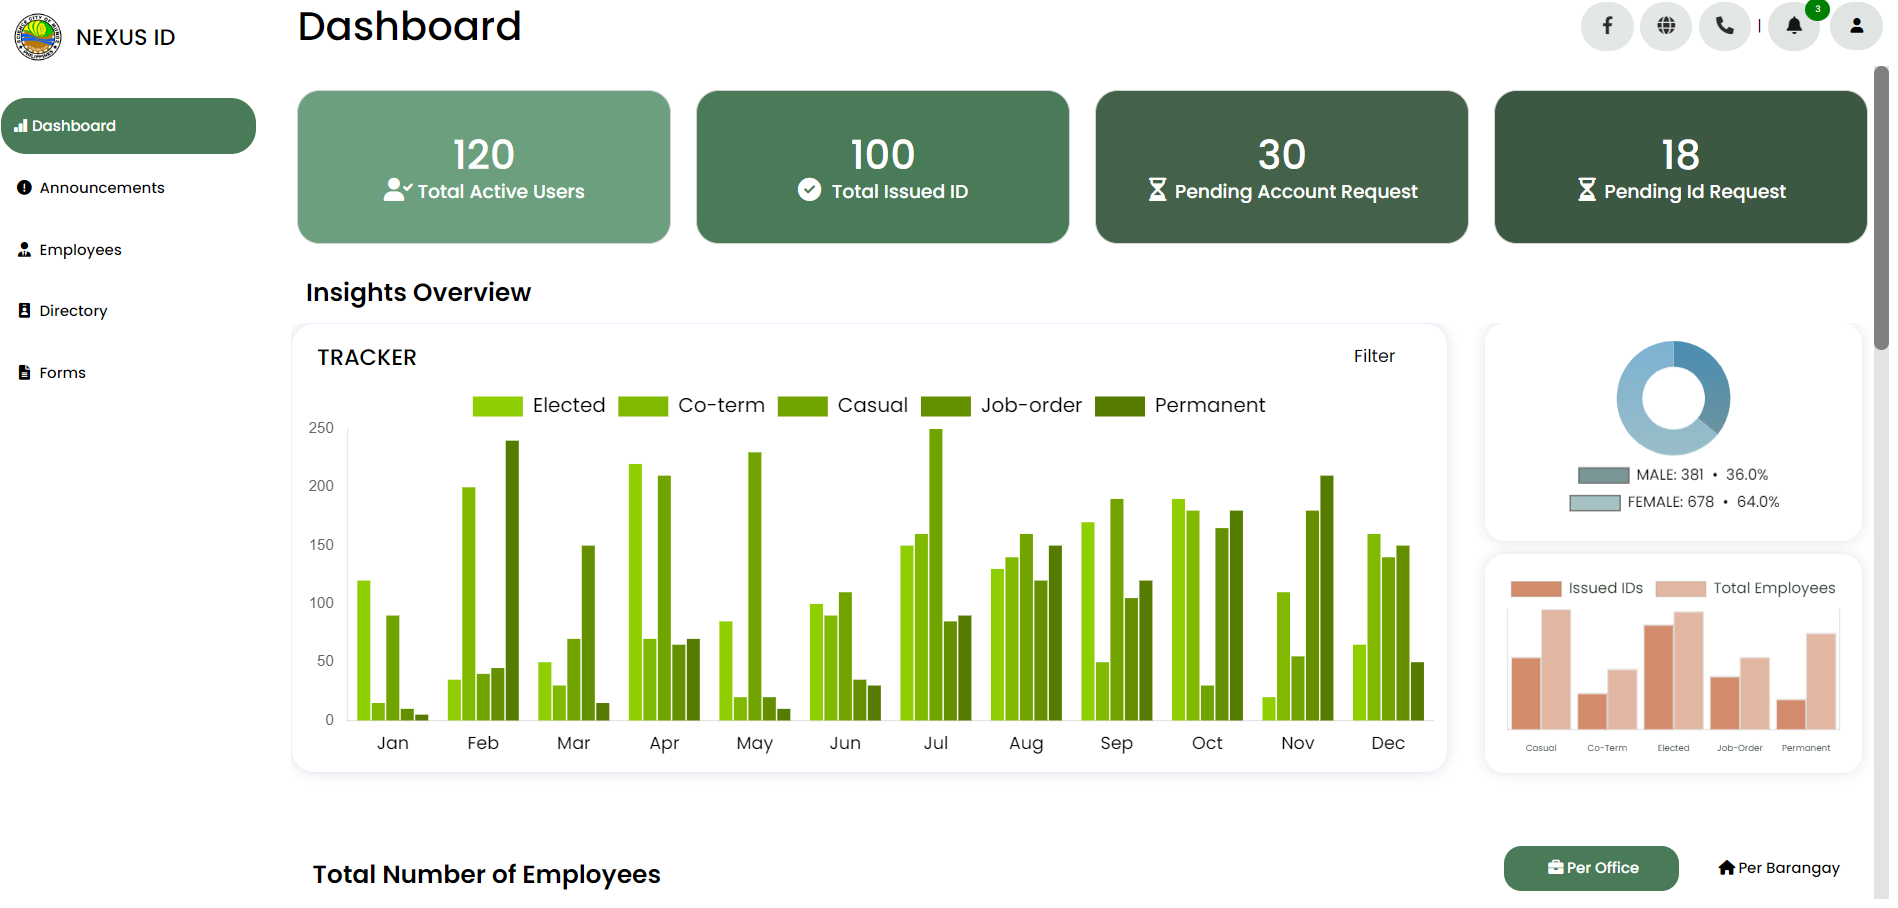 NEXUS ID
Dashboard
3
Dashboard
Announcements
Employees
Directory
Forms
120
Total Active Users
100
Total Issued ID
30
Pending Account Request
18
Pending Id Request
Insights Overview
TRACKER
Filter
Elected Co-term Casual Job-order Permanent
250
200
150
100
50
0
Jan Feb Mar Apr May Jun Jul Aug Sep Oct Nov Dec
MALE: 381 • 36.0%
FEMALE: 678 • 64.0%
Issued IDs Total Employees
Casual Co-Term Elected Job-Order Permanent
Total Number of Employees
Per Office
Per Barangay